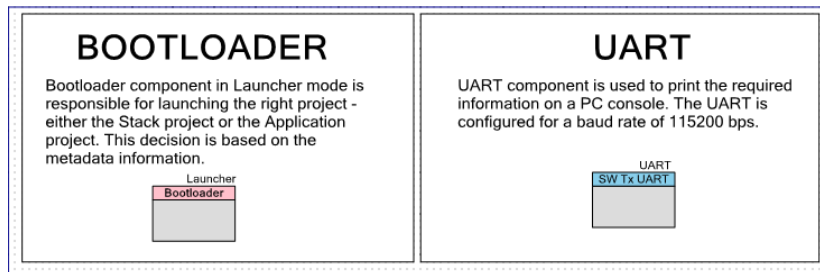 BOOTLOADER
Bootloader component in Launcher mode is
responsible for launching the right project -
either the Stack project or the Application
project. This decision is based on the
metadata information.
Launcher
Bootloader
UART
UART component is used to print the required
information on a PC console. The UART is
configured for a baud rate of 115200 bps.
UART
SW Tx UART